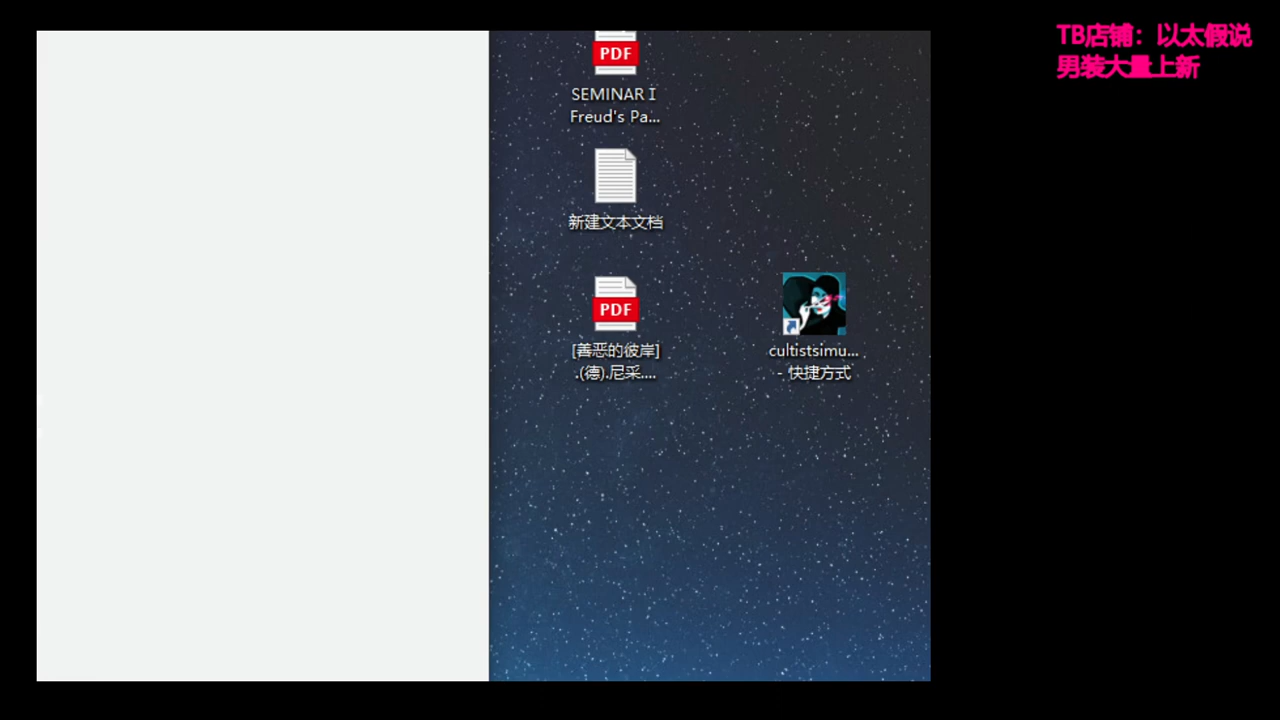 TB店铺：以太假说
男装大量上新
PDF
SEMINAR I
Freud's Pa...
新建文本文档
PDF
[善恶的彼岸]
.(德).尼采....
cultistsimu...
- 快捷方式